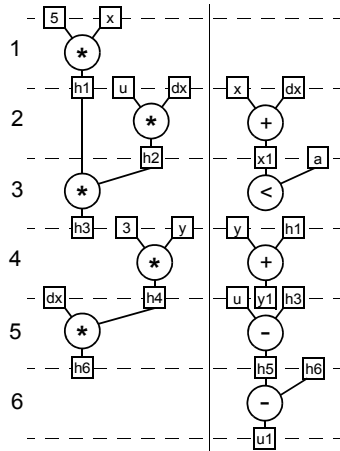 5 x
1 *
h1 u dx x dx
2 * +
h2 x1 a
3 * <
h3 3 y y h1
4 * +
dx h4 u y1 h3
5 * -
h6 h5 h6
6 -
u1